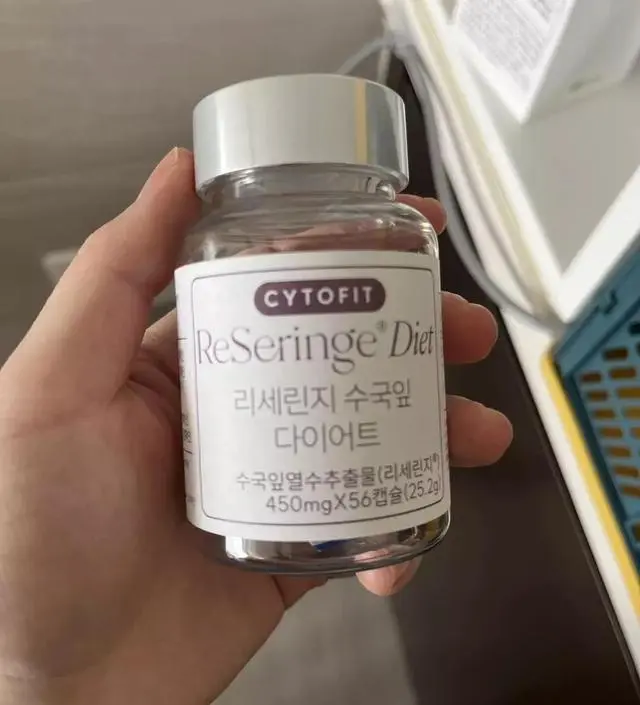 CYTOFIT
ReSeringe® Diet
리세린지 수국잎
다이어트
수국잎열수추출물(리세린지®)
450mgX56캡슐(25.2g)